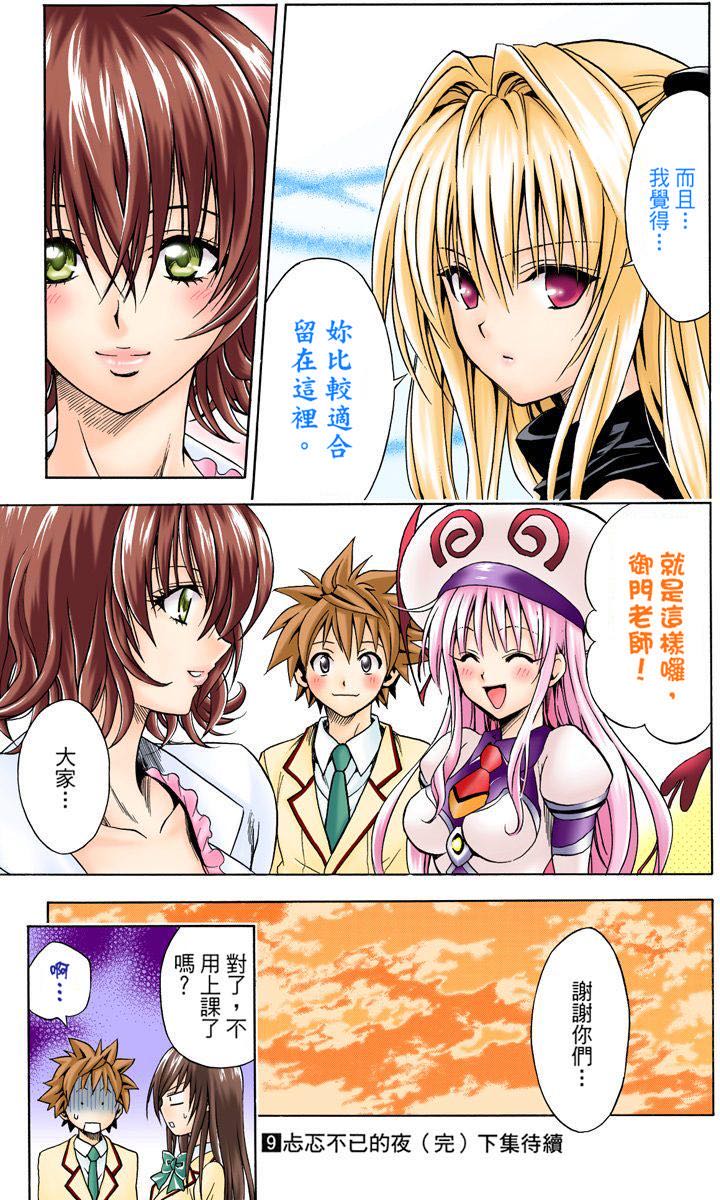 而且…
我覺得…
妳比較適合
留在這裡。
就是這樣囉，
御門老師！
大家…
謝謝你們…
對了，不
用上課了
嗎？
啊…
9忐忑不已的夜（完）下集待續